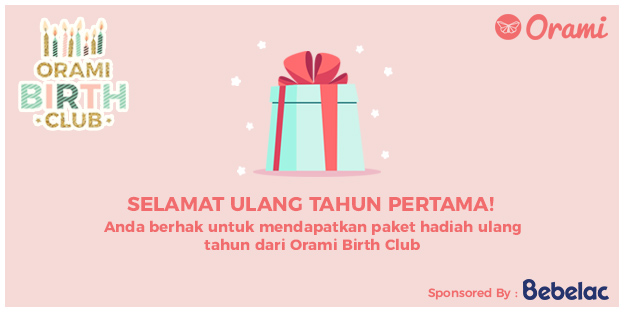 ORAMI
BIRTH
•CLUB•
Orami
SELAMAT ULANG TAHUN PERTAMA!
Anda berhak untuk mendapatkan paket hadiah ulang
tahun dari Orami Birth Club
Sponsored By : Bebelac